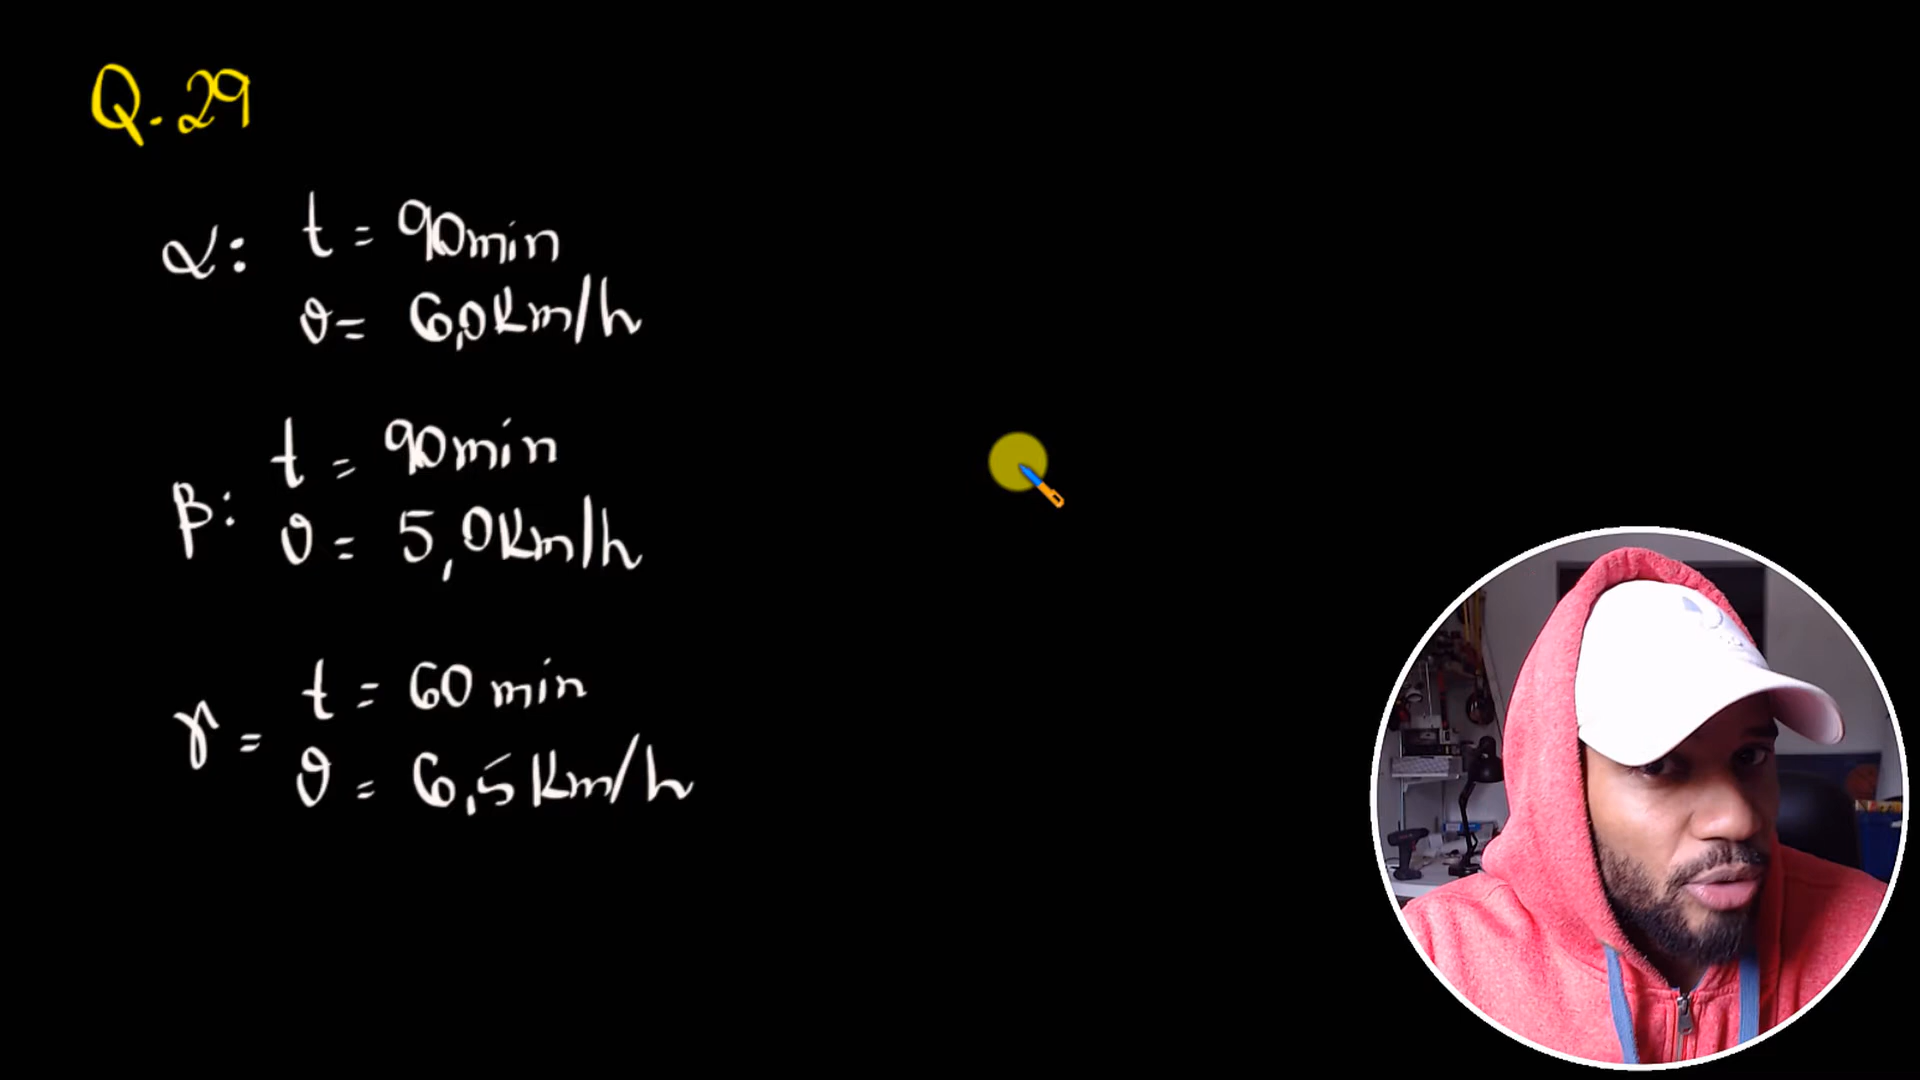 Q. 29
α: t = 90min
v = 6,0Km/h
β: t = 90min
v = 5,0Km/h
γ = t = 60 min
v = 6,5Km/h